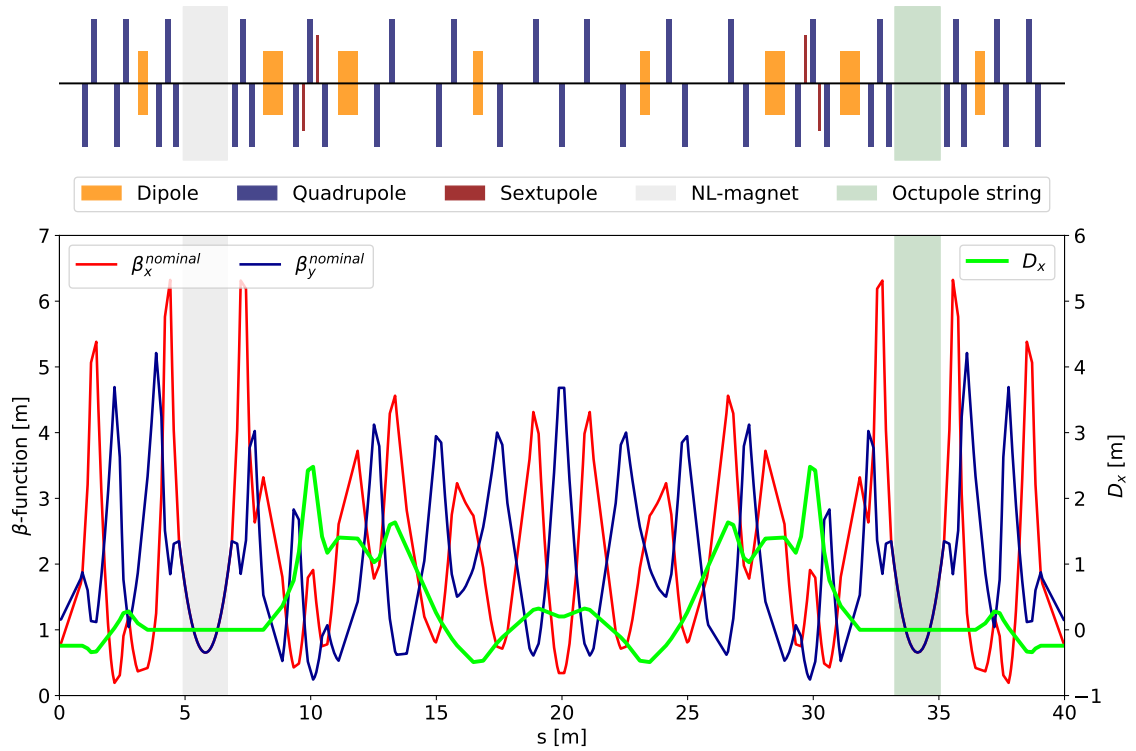 Dipole Quadrupole Sextupole NL-magnet Octupole string
β_x^{nominal} β_y^{nominal} D_x
7 6 5 4 3 2 1 0
β-function [m]
6 5 4 3 2 1 0 −1
D_x [m]
0 5 10 15 20 25 30 35 40
s [m]